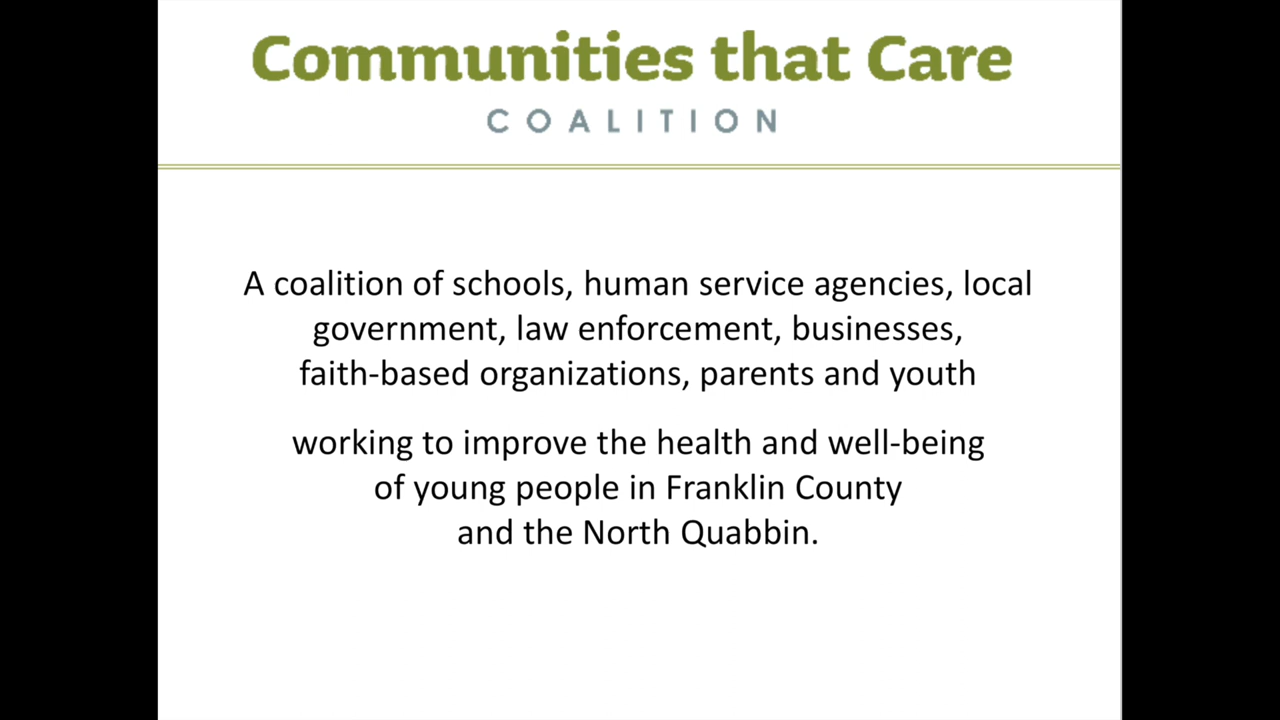 Communities that Care
COALITION
A coalition of schools, human service agencies, local
government, law enforcement, businesses,
faith-based organizations, parents and youth
working to improve the health and well-being
of young people in Franklin County
and the North Quabbin.